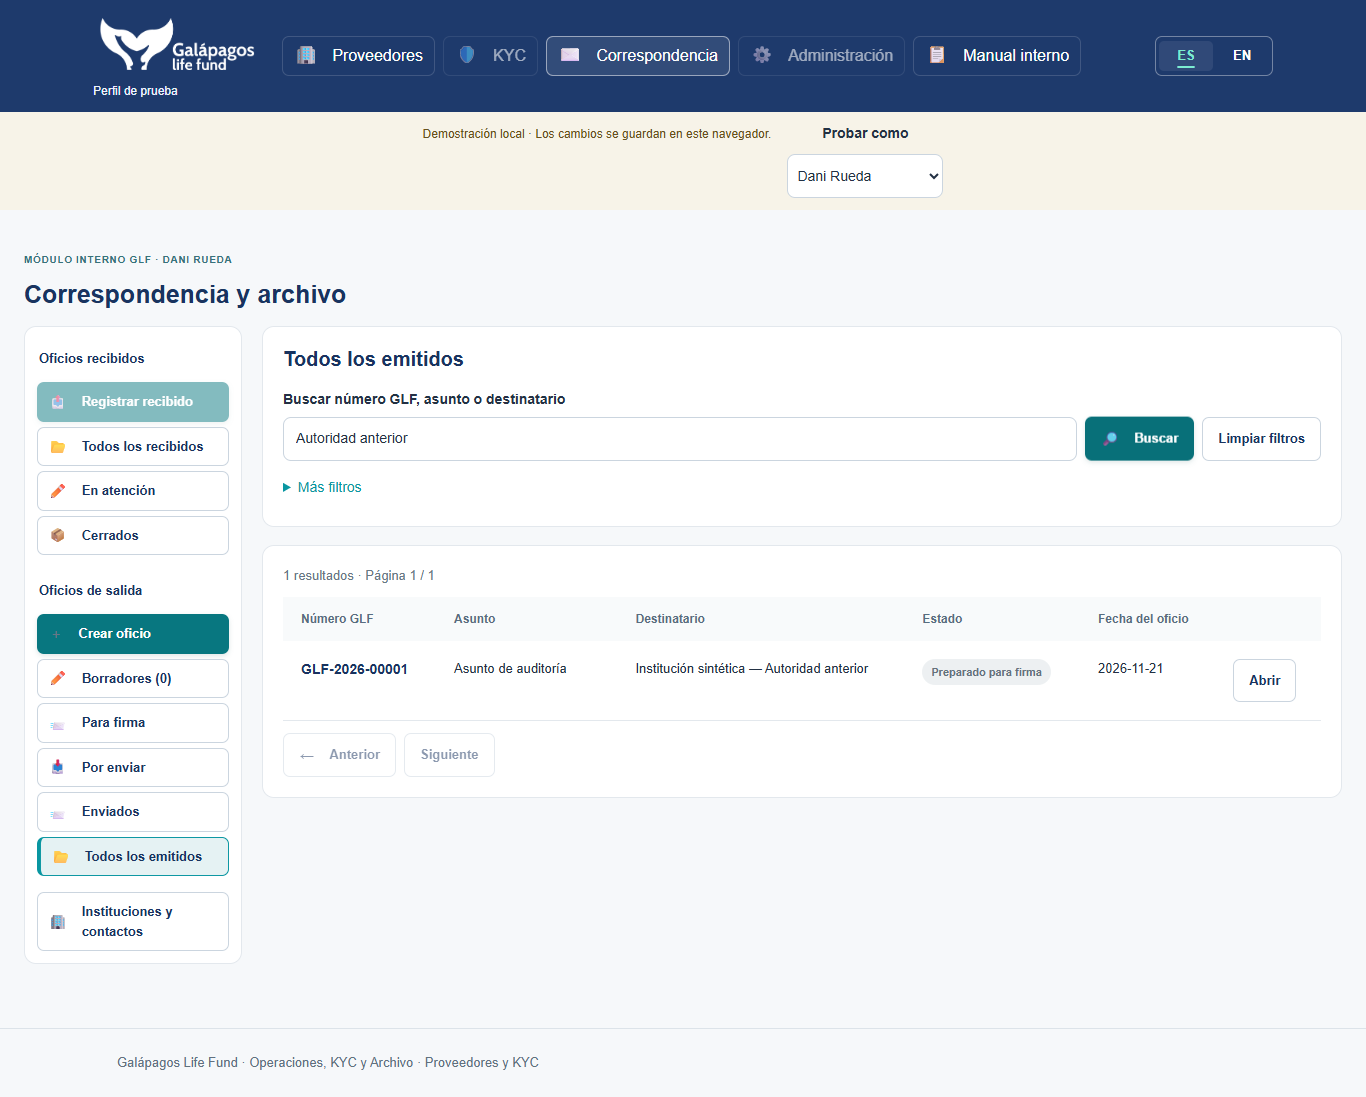 Galápagos
life fund
Perfil de prueba
Proveedores
KYC
Correspondencia
Administración
Manual interno
ES
EN
Demostración local · Los cambios se guardan en este navegador.
Probar como
Dani Rueda
MÓDULO INTERNO GLF · DANI RUEDA
Correspondencia y archivo
Oficios recibidos
Registrar recibido
Todos los recibidos
En atención
Cerrados
Oficios de salida
+ Crear oficio
Borradores (0)
Para firma
Por enviar
Enviados
Todos los emitidos
Instituciones y
contactos
Todos los emitidos
Buscar número GLF, asunto o destinatario
Autoridad anterior
Buscar
Limpiar filtros
Más filtros
1 resultados · Página 1 / 1
Número GLF Asunto Destinatario Estado Fecha del oficio
GLF-2026-00001 Asunto de auditoría Institución sintética — Autoridad anterior Preparado para firma 2026-11-21 Abrir
← Anterior
Siguiente
Galápagos Life Fund · Operaciones, KYC y Archivo · Proveedores y KYC